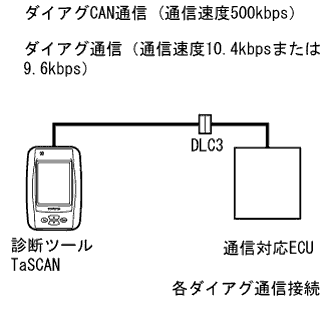 ダイアグCAN通信（通信速度500kbps）
ダイアグ通信（通信速度10.4kbpsまたは
9.6kbps）
DLC3
診断ツール
TaSCAN
通信対応ECU
各ダイアグ通信接続